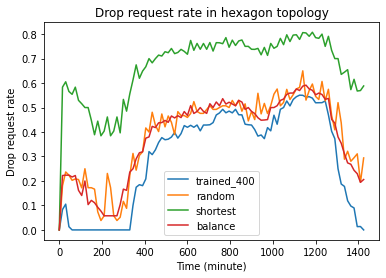 Drop request rate in hexagon topology
Drop request rate
0.8
0.7
0.6
0.5
0.4
0.3
0.2
0.1
0.0
trained_400
random
shortest
balance
0 200 400 600 800 1000 1200 1400
Time (minute)